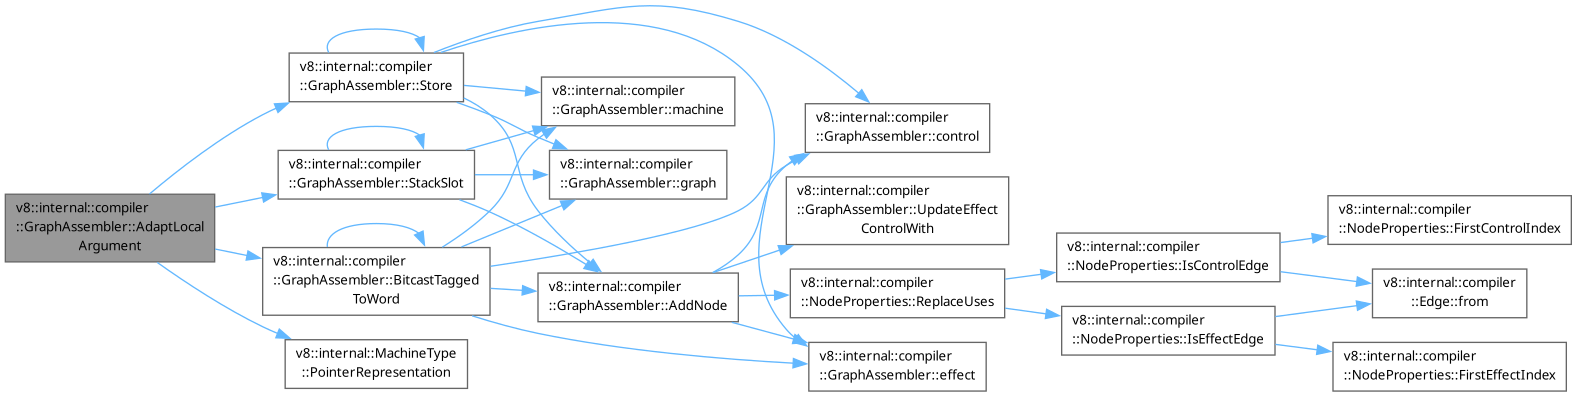 v8::internal::compiler
::GraphAssembler::AdaptLocal
Argument
v8::internal::compiler
::GraphAssembler::Store
v8::internal::compiler
::GraphAssembler::StackSlot
v8::internal::compiler
::GraphAssembler::BitcastTagged
ToWord
v8::internal::MachineType
::PointerRepresentation
v8::internal::compiler
::GraphAssembler::machine
v8::internal::compiler
::GraphAssembler::graph
v8::internal::compiler
::GraphAssembler::AddNode
v8::internal::compiler
::GraphAssembler::control
v8::internal::compiler
::GraphAssembler::UpdateEffect
ControlWith
v8::internal::compiler
::NodeProperties::ReplaceUses
v8::internal::compiler
::GraphAssembler::effect
v8::internal::compiler
::NodeProperties::IsControlEdge
v8::internal::compiler
::NodeProperties::IsEffectEdge
v8::internal::compiler
::NodeProperties::FirstControlIndex
v8::internal::compiler
::Edge::from
v8::internal::compiler
::NodeProperties::FirstEffectIndex